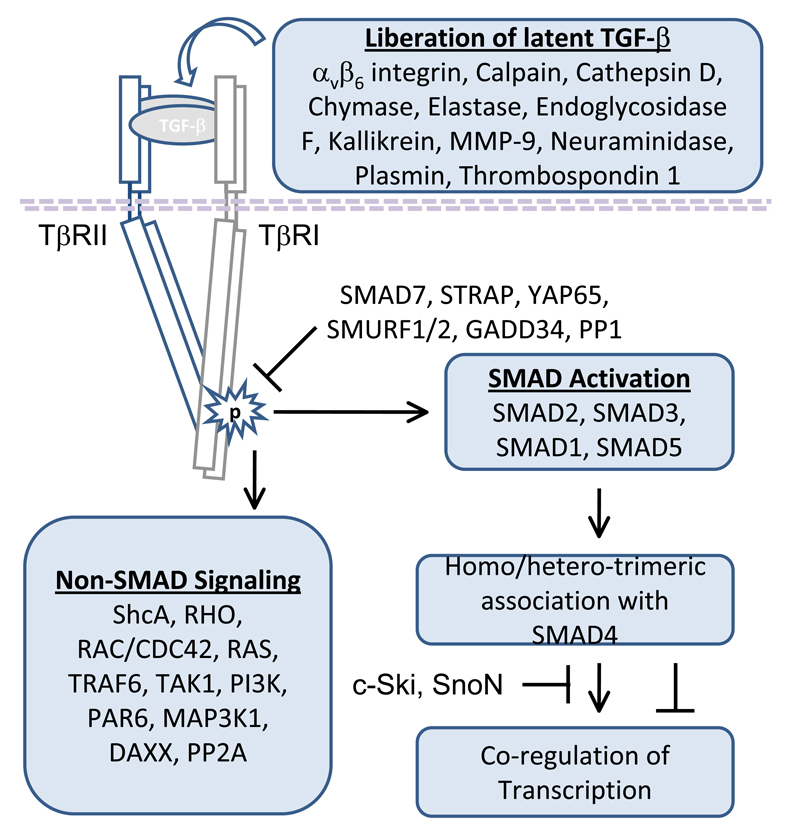 Liberation of latent TGF-β
αvβ6 integrin, Calpain, Cathepsin D,
Chymase, Elastase, Endoglycosidase
F, Kallikrein, MMP-9, Neuraminidase,
Plasmin, Thrombospondin 1
TGF-β
TβRII
TβRI
SMAD7, STRAP, YAP65,
SMURF1/2, GADD34, PP1
p
SMAD Activation
SMAD2, SMAD3,
SMAD1, SMAD5
Non-SMAD Signaling
ShcA, RHO,
RAC/CDC42, RAS,
TRAF6, TAK1, PI3K,
PAR6, MAP3K1,
DAXX, PP2A
Homo/hetero-trimeric
association with
SMAD4
c-Ski, SnoN
Co-regulation of
Transcription